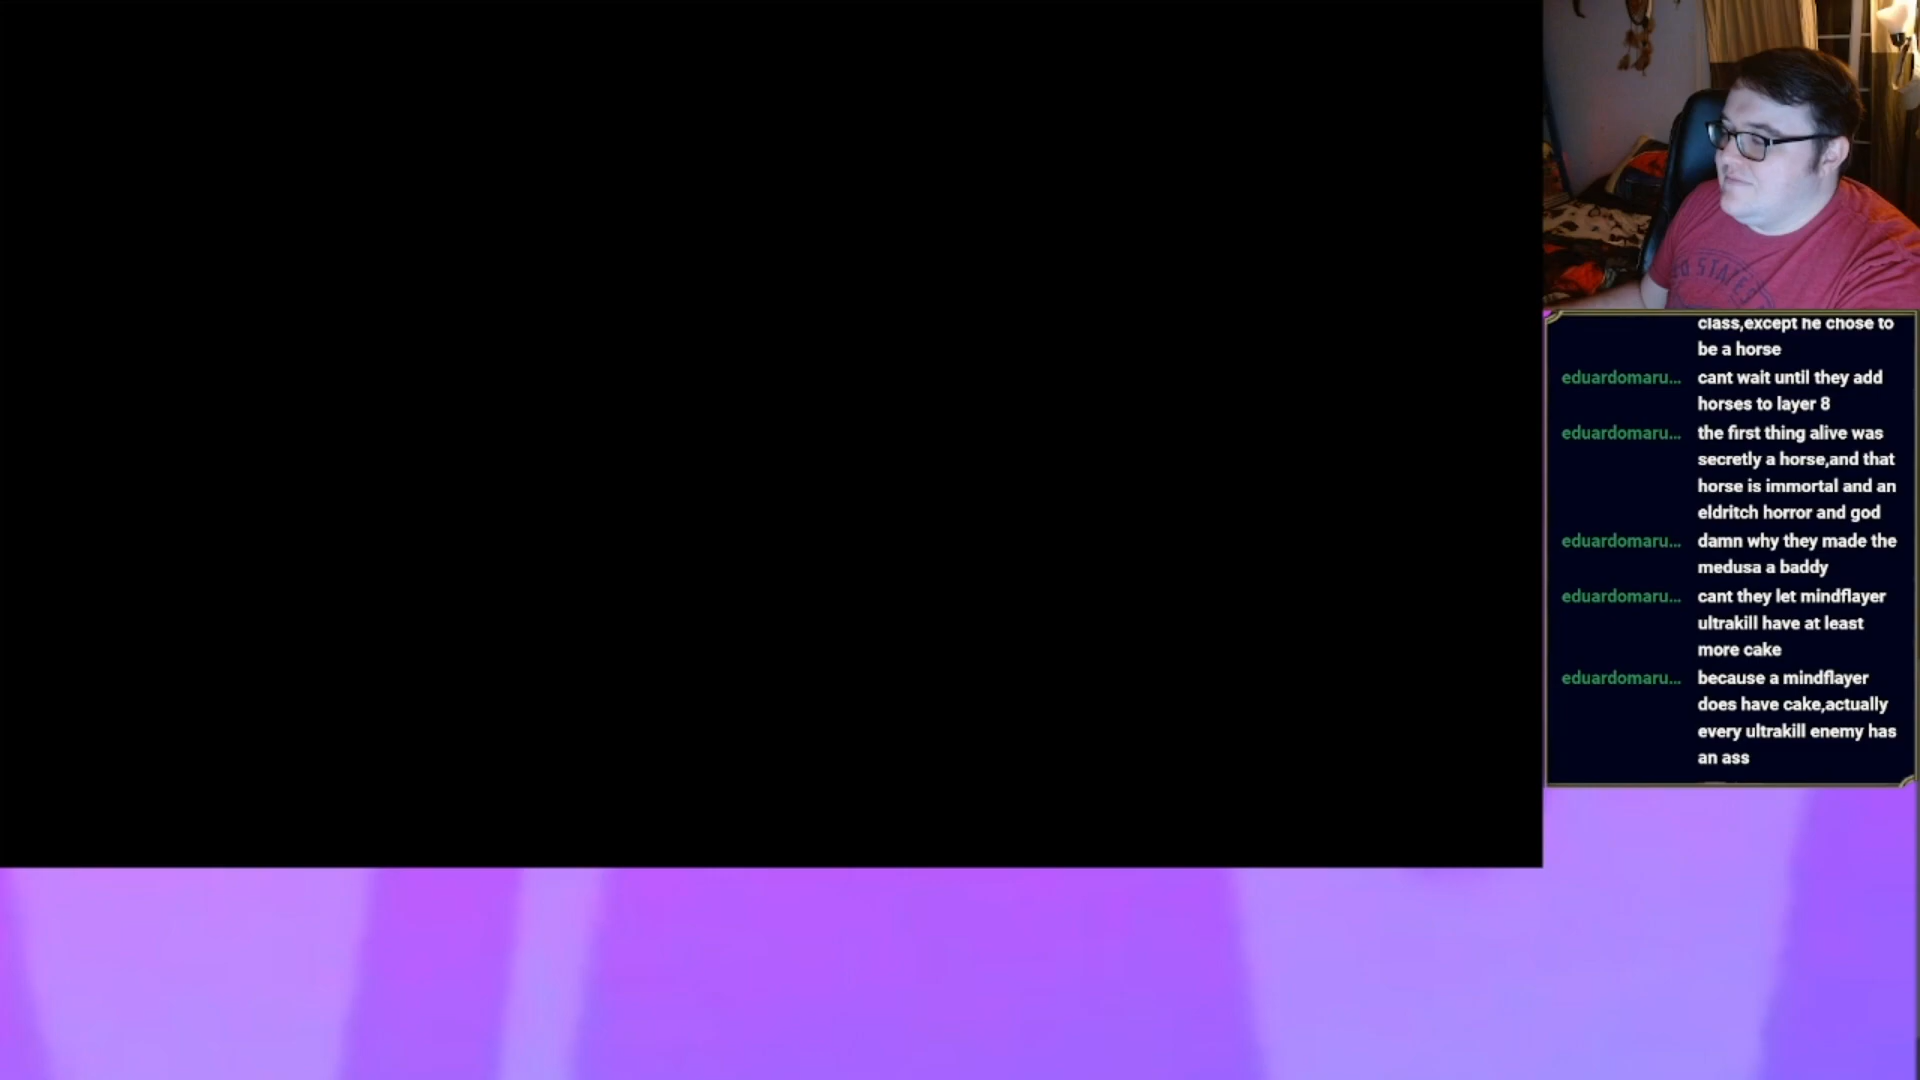 D STATES
class,except he chose to
be a horse
eduardomaru... cant wait until they add
horses to layer 8
eduardomaru... the first thing alive was
secretly a horse,and that
horse is immortal and an
eldritch horror and god
eduardomaru... damn why they made the
medusa a baddy
eduardomaru... cant they let mindflayer
ultrakill have at least
more cake
eduardomaru... because a mindflayer
does have cake,actually
every ultrakill enemy has
an ass